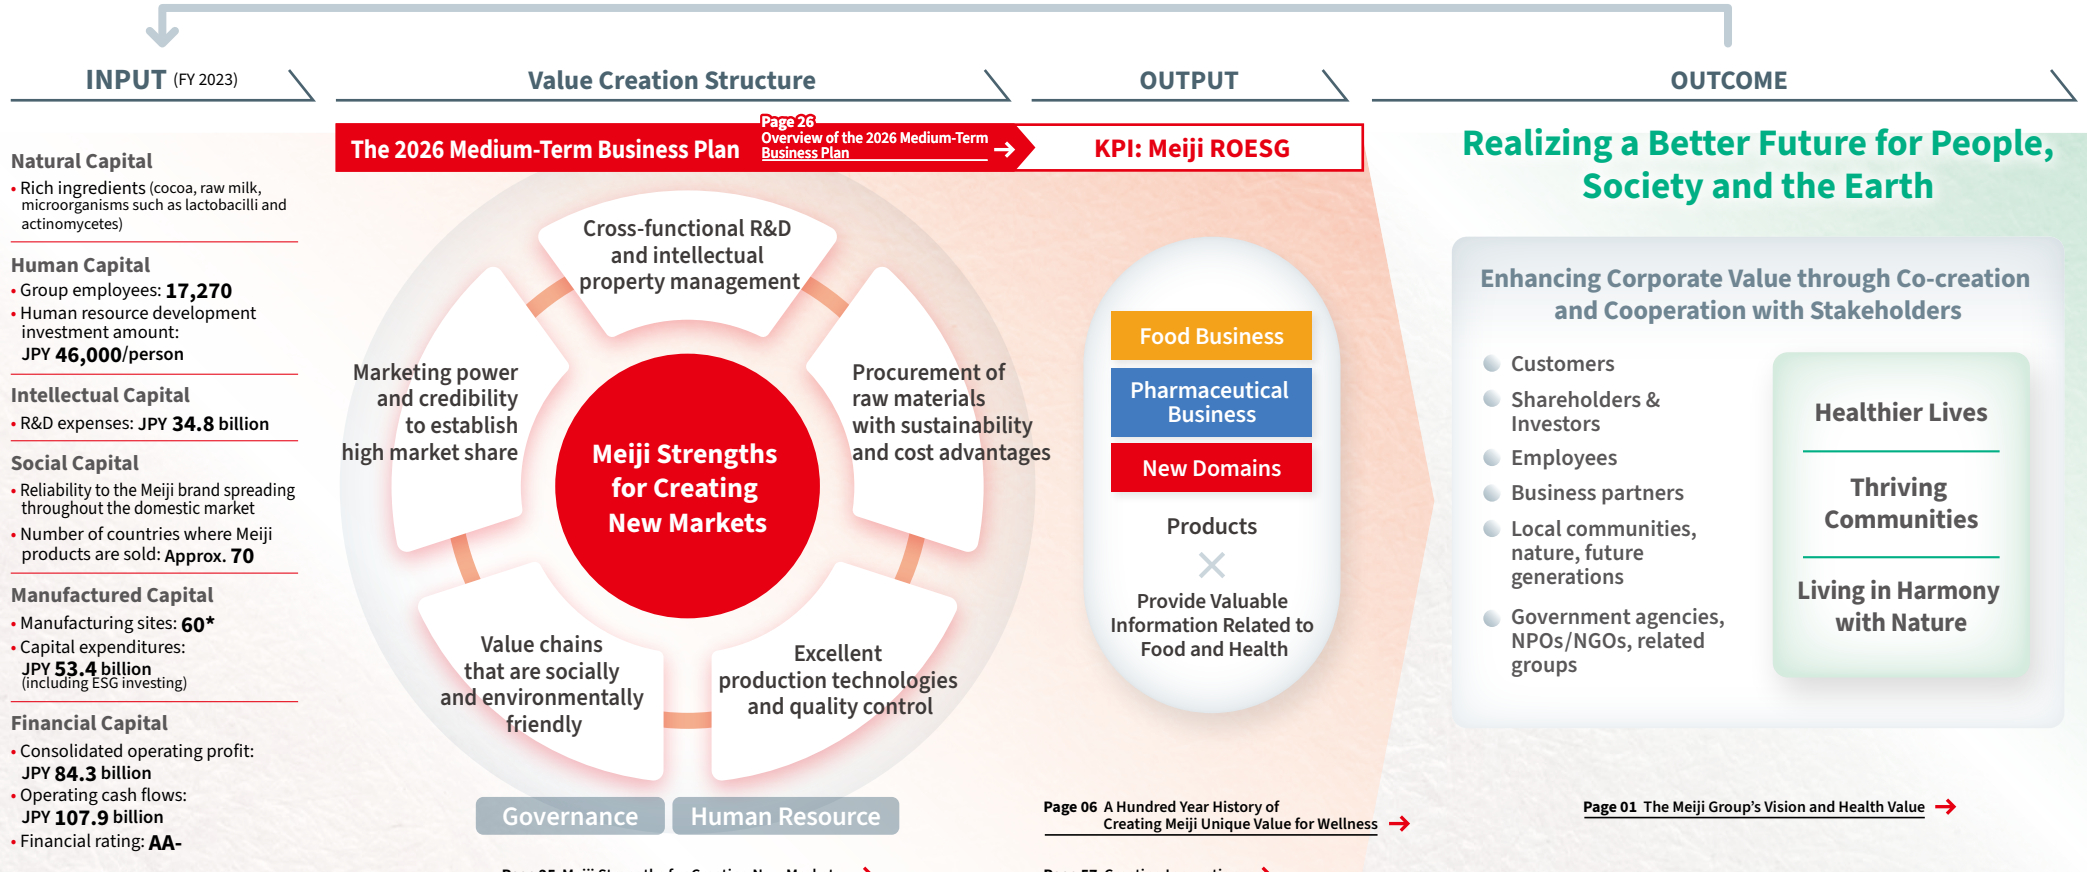 INPUT (FY 2023)
Value Creation Structure
OUTPUT
OUTCOME
Natural Capital
• Rich ingredients (cocoa, raw milk,
microorganisms such as lactobacilli and
actinomycetes)
Human Capital
• Group employees: 17,270
• Human resource development
investment amount:
JPY 46,000/person
Intellectual Capital
• R&D expenses: JPY 34.8 billion
Social Capital
• Reliability to the Meiji brand spreading
throughout the domestic market
• Number of countries where Meiji
products are sold: Approx. 70
Manufactured Capital
• Manufacturing sites: 60*
• Capital expenditures:
JPY 53.4 billion
(including ESG investing)
Financial Capital
• Consolidated operating profit:
JPY 84.3 billion
• Operating cash flows:
JPY 107.9 billion
• Financial rating: AA-
The 2026 Medium-Term Business Plan
Page 26
Overview of the 2026 Medium-Term
Business Plan
KPI: Meiji ROESG
Cross-functional R&D
and intellectual
property management
Marketing power
and credibility
to establish
high market share
Procurement of
raw materials
with sustainability
and cost advantages
Meiji Strengths
for Creating
New Markets
Value chains
that are socially
and environmentally
friendly
Excellent
production technologies
and quality control
Governance
Human Resource
Food Business
Pharmaceutical
Business
New Domains
Products
×
Provide Valuable
Information Related to
Food and Health
Page 06 A Hundred Year History of
Creating Meiji Unique Value for Wellness
Realizing a Better Future for People,
Society and the Earth
Enhancing Corporate Value through Co-creation
and Cooperation with Stakeholders
Customers
Shareholders &
Investors
Employees
Business partners
Local communities,
nature, future
generations
Government agencies,
NPOs/NGOs, related
groups
Healthier Lives
Thriving
Communities
Living in Harmony
with Nature
Page 01 The Meiji Group's Vision and Health Value